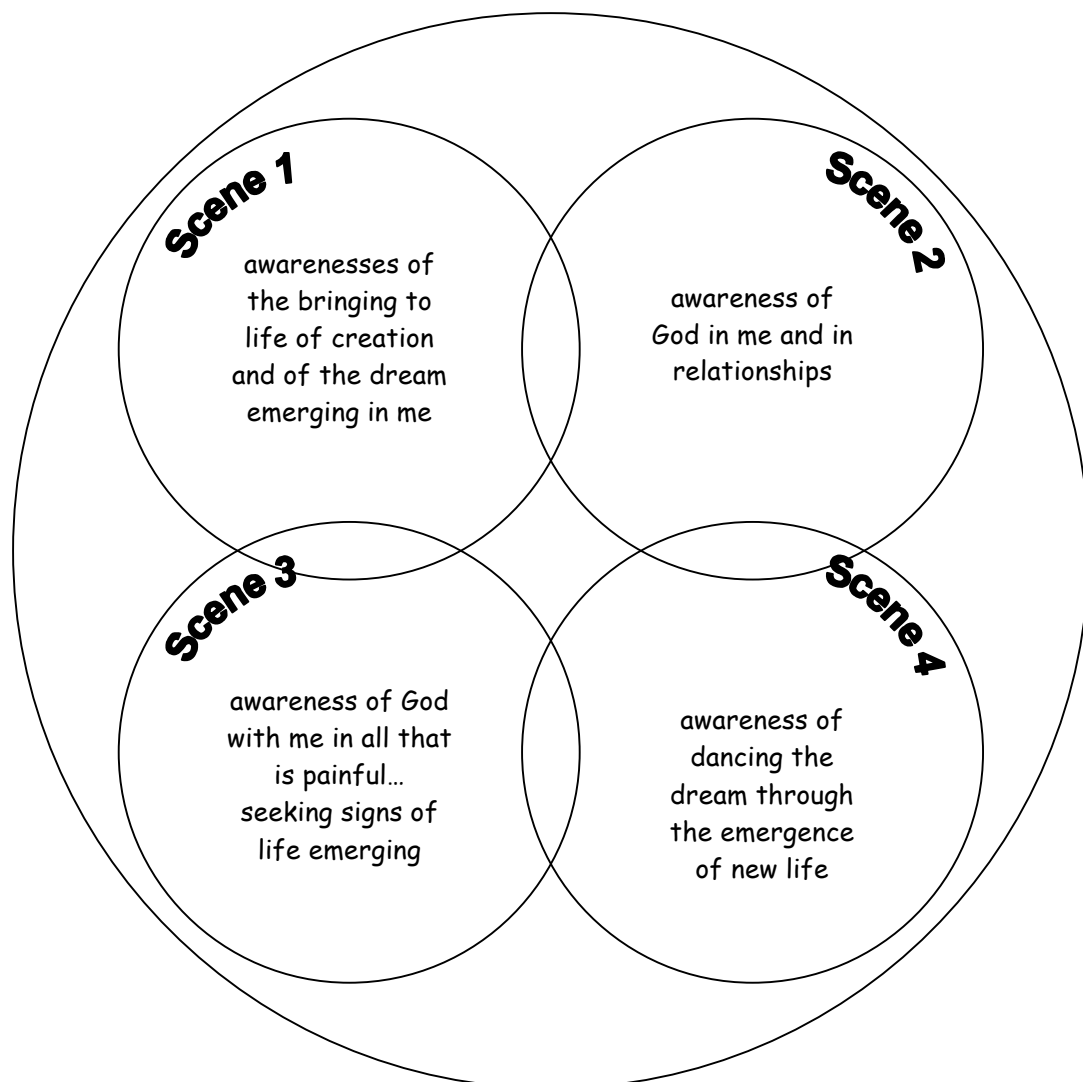 Scene 1
awarenesses of
the bringing to
life of creation
and of the dream
emerging in me
Scene 2
awareness of
God in me and in
relationships
Scene 3
awareness of God
with me in all that
is painful…
seeking signs of
life emerging
Scene 4
awareness of
dancing the
dream through
the emergence
of new life